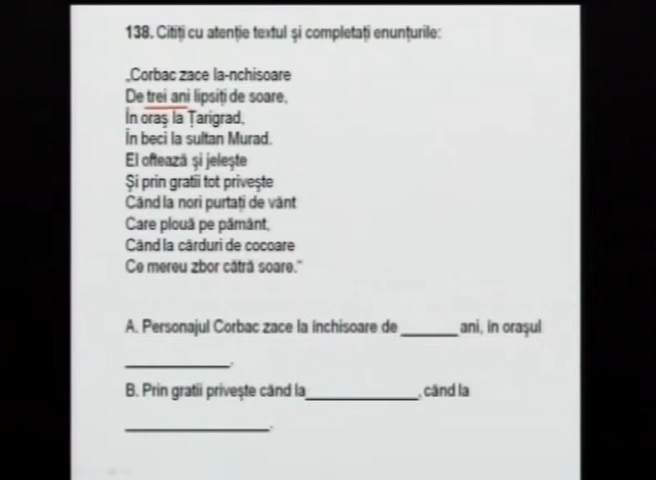 138. Citiți cu atenție textul și completați enunțurile:
„Corbac zace la-nchisoare
De trei ani lipsiți de soare,
În oraș la Țarigrad,
În beci la sultan Murad.
El oftează și jelește
Și prin gratii tot privește
Când la nori purtați de vânt
Care plouă pe pământ,
Când la cârduri de cocoare
Ce mereu zbor cătră soare."
A. Personajul Corbac zace la închisoare de ______ ani, în orașul
___________.
B. Prin gratii privește când la____________, când la
_______________.